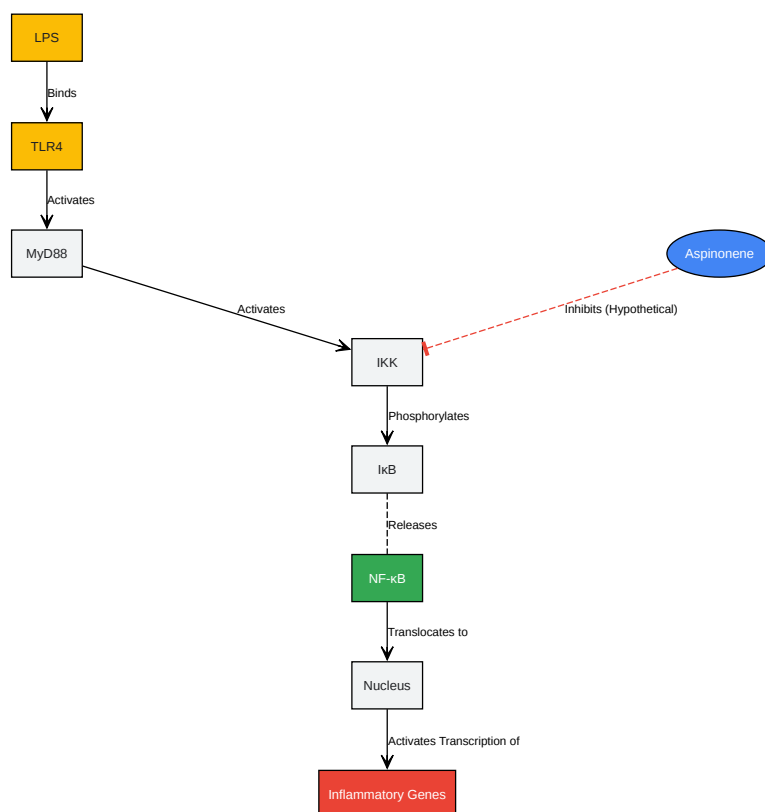 LPS
Binds
TLR4
Activates
MyD88
Aspinonene
Activates
Inhibits (Hypothetical)
IKK
Phosphorylates
IκB
Releases
NF-κB
Translocates to
Nucleus
Activates Transcription of
Inflammatory Genes